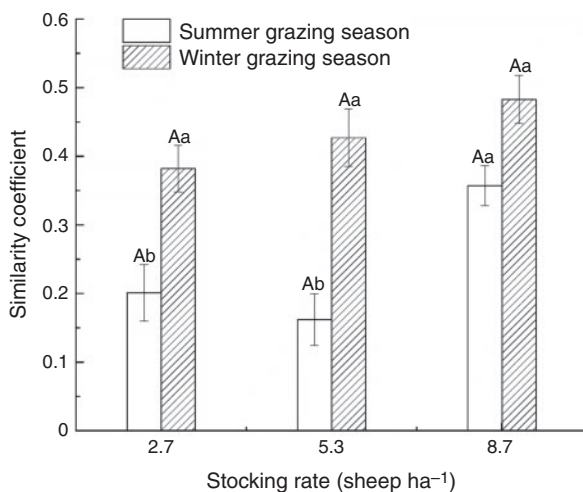 Summer grazing season
Winter grazing season
Similarity coefficient
0.6
0.5
0.4
0.3
0.2
0.1
0
Ab
Aa
Ab
Aa
Aa
Aa
2.7
5.3
8.7
Stocking rate (sheep ha⁻¹)